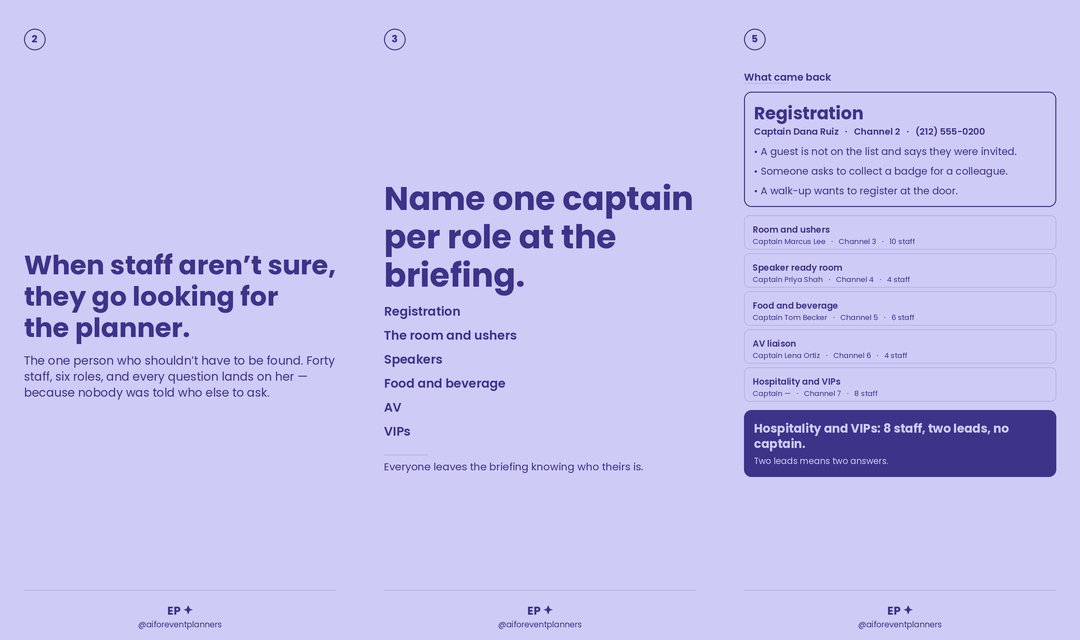 2
When staff aren’t sure,
they go looking for
the planner.
The one person who shouldn’t have to be found. Forty
staff, six roles, and every question lands on her —
because nobody was told who else to ask.
EP
@aiforeventplanners
3
Name one captain
per role at the
briefing.
Registration
The room and ushers
Speakers
Food and beverage
AV
VIPs
Everyone leaves the briefing knowing who theirs is.
EP
@aiforeventplanners
5
What came back
Registration
Captain Dana Ruiz · Channel 2 · (212) 555-0200
• A guest is not on the list and says they were invited.
• Someone asks to collect a badge for a colleague.
• A walk-up wants to register at the door.
Room and ushers
Captain Marcus Lee · Channel 3 · 10 staff
Speaker ready room
Captain Priya Shah · Channel 4 · 4 staff
Food and beverage
Captain Tom Becker · Channel 5 · 6 staff
AV liaison
Captain Lena Ortiz · Channel 6 · 4 staff
Hospitality and VIPs
Captain — · Channel 7 · 8 staff
Hospitality and VIPs: 8 staff, two leads, no
captain.
Two leads means two answers.
EP
@aiforeventplanners